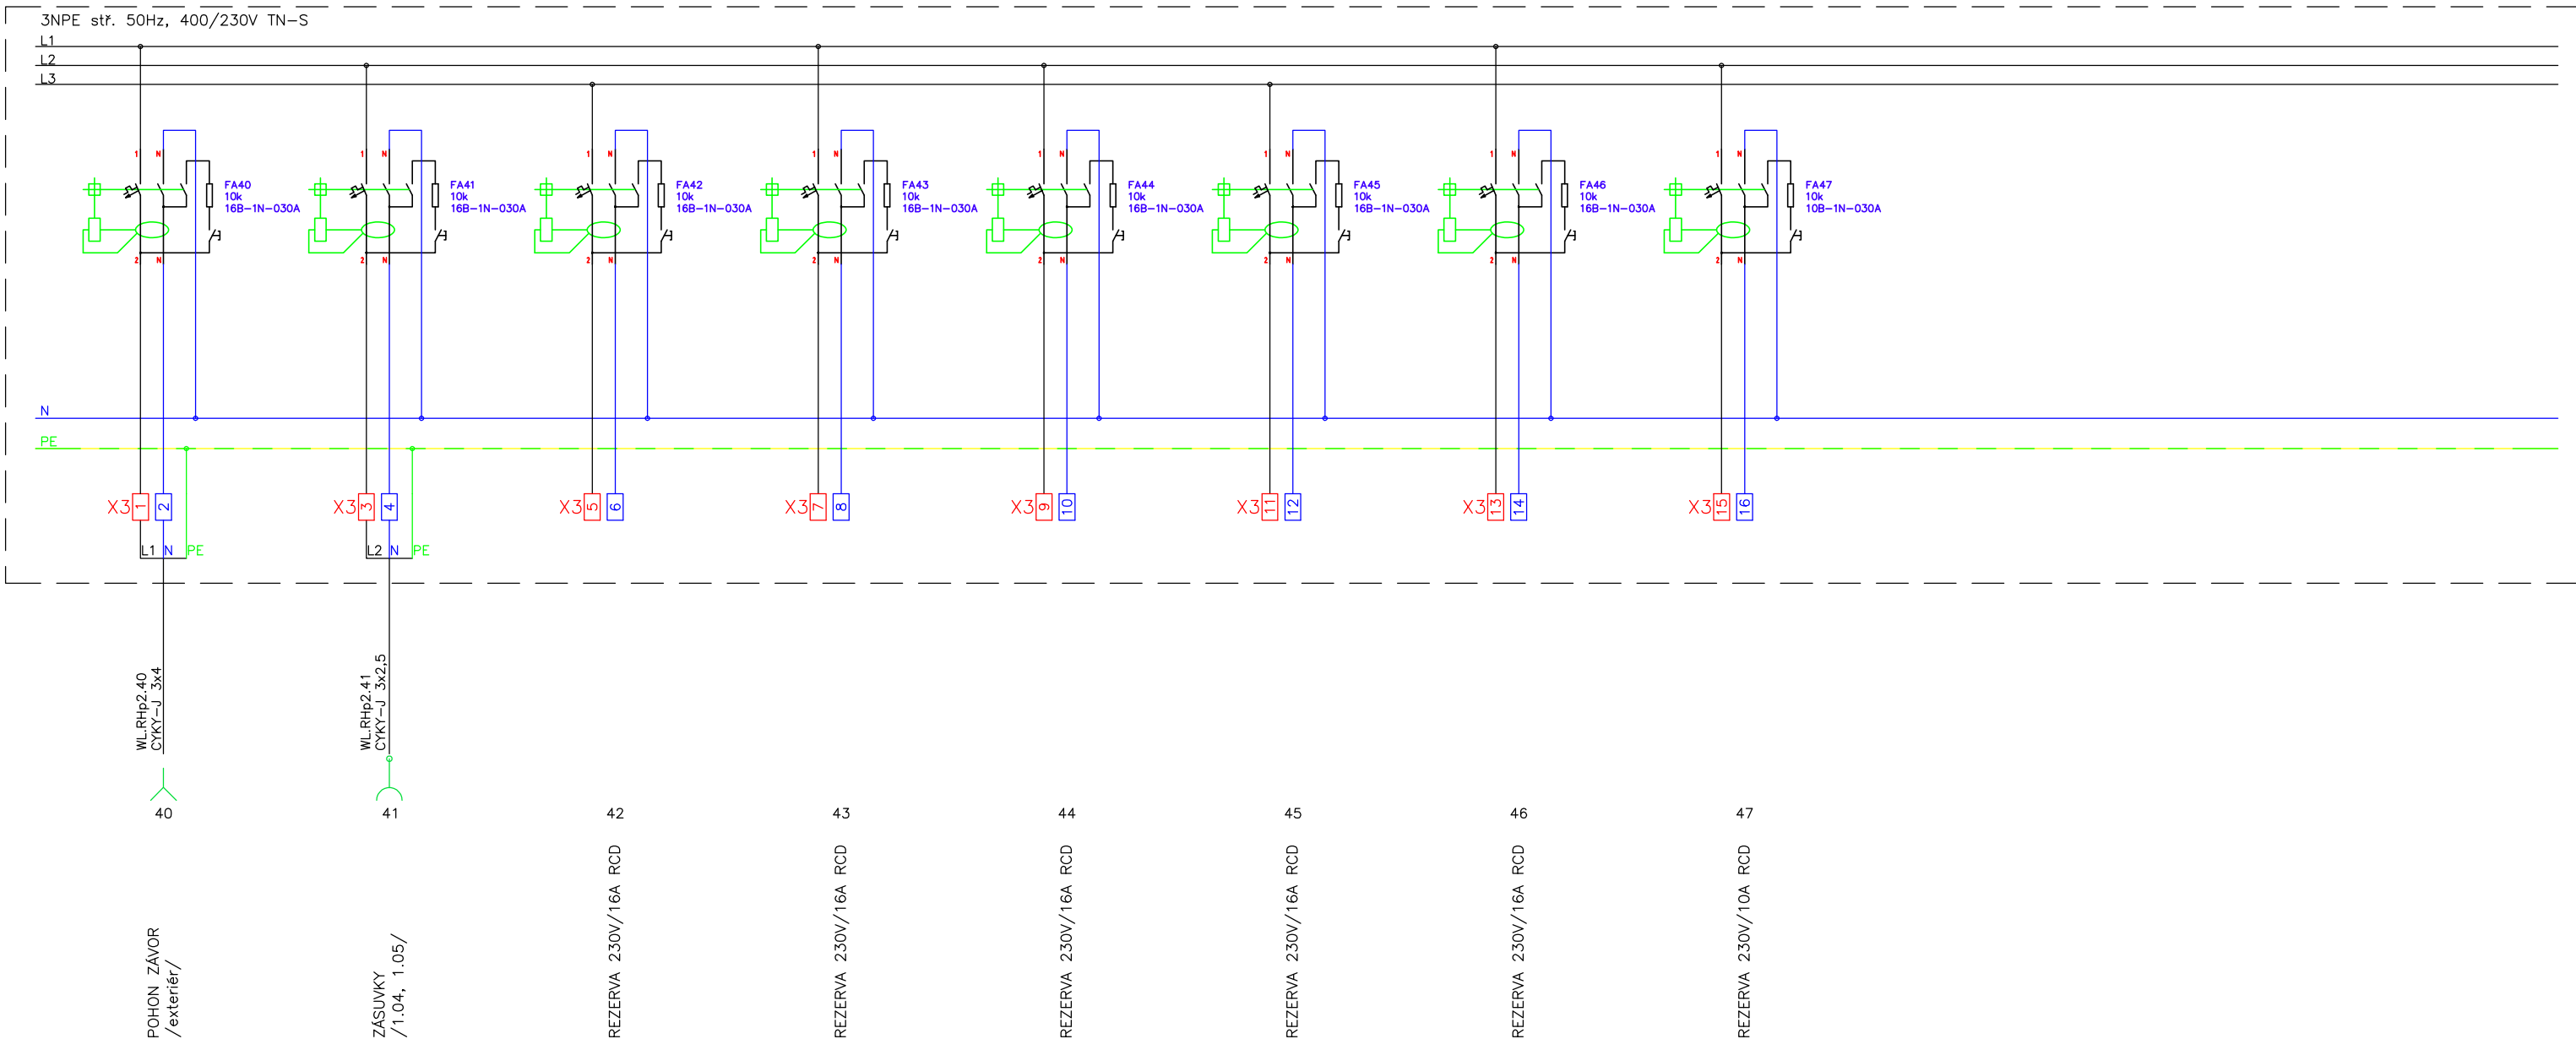 3NPE stř. 50Hz, 400/230V TN-S
L1
L2
L3
1 N
1 N
1 N
1 N
1 N
1 N
1 N
1 N
FA40
10k
16B-1N-030A
FA41
10k
16B-1N-030A
FA42
10k
16B-1N-030A
FA43
10k
16B-1N-030A
FA44
10k
16B-1N-030A
FA45
10k
16B-1N-030A
FA46
10k
16B-1N-030A
FA47
10k
10B-1N-030A
2 N
2 N
2 N
2 N
2 N
2 N
2 N
2 N
N
PE
X3 1 2
X3 3 4
X3 5 6
X3 7 8
X3 9 10
X3 11 12
X3 13 14
X3 15 16
L1 N PE
L2 N PE
WL.RHp2.40
CYKY-J 3x4
WL.RHp2.41
CYKY-J 3x2,5
40
41
42
43
44
45
46
47
POHON ZÁVOR
/exteriér/
ZÁSUVKY
/1.04, 1.05/
REZERVA 230V/16A RCD
REZERVA 230V/16A RCD
REZERVA 230V/16A RCD
REZERVA 230V/16A RCD
REZERVA 230V/16A RCD
REZERVA 230V/10A RCD